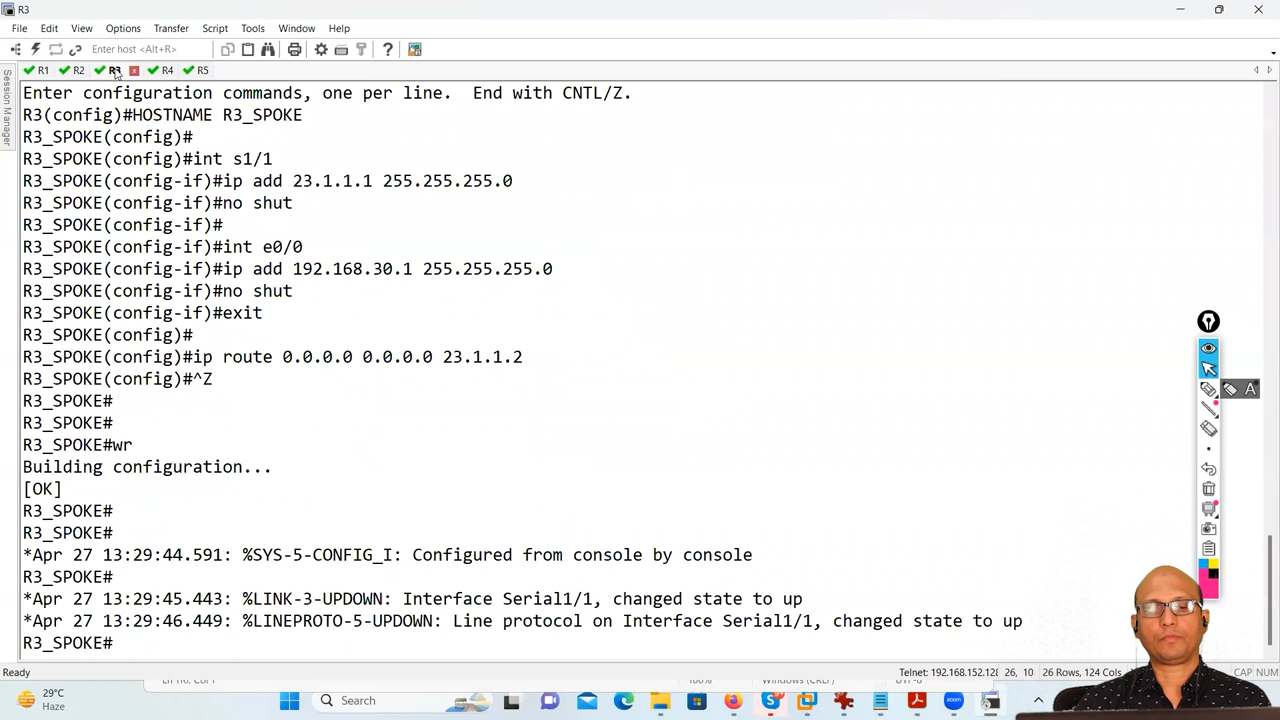 R3
File Edit View Options Transfer Script Tools Window Help
Enter host <Alt+R>
R1 R2 R3 R4 R5
Session Manager
Enter configuration commands, one per line.  End with CNTL/Z.
R3(config)#HOSTNAME R3_SPOKE
R3_SPOKE(config)#
R3_SPOKE(config)#int s1/1
R3_SPOKE(config-if)#ip add 23.1.1.1 255.255.255.0
R3_SPOKE(config-if)#no shut
R3_SPOKE(config-if)#
R3_SPOKE(config-if)#int e0/0
R3_SPOKE(config-if)#ip add 192.168.30.1 255.255.255.0
R3_SPOKE(config-if)#no shut
R3_SPOKE(config-if)#exit
R3_SPOKE(config)#
R3_SPOKE(config)#ip route 0.0.0.0 0.0.0.0 23.1.1.2
R3_SPOKE(config)#^Z
R3_SPOKE#
R3_SPOKE#
R3_SPOKE#wr
Building configuration...
[OK]
R3_SPOKE#
R3_SPOKE#
*Apr 27 13:29:44.591: %SYS-5-CONFIG_I: Configured from console by console
R3_SPOKE#
*Apr 27 13:29:45.443: %LINK-3-UPDOWN: Interface Serial1/1, changed state to up
*Apr 27 13:29:46.449: %LINEPROTO-5-UPDOWN: Line protocol on Interface Serial1/1, changed state to up
R3_SPOKE#
A
Ready Telnet: 192.168.152.128 26, 10 26 Rows, 124 Cols CAP NUM
29°C
Haze
Search